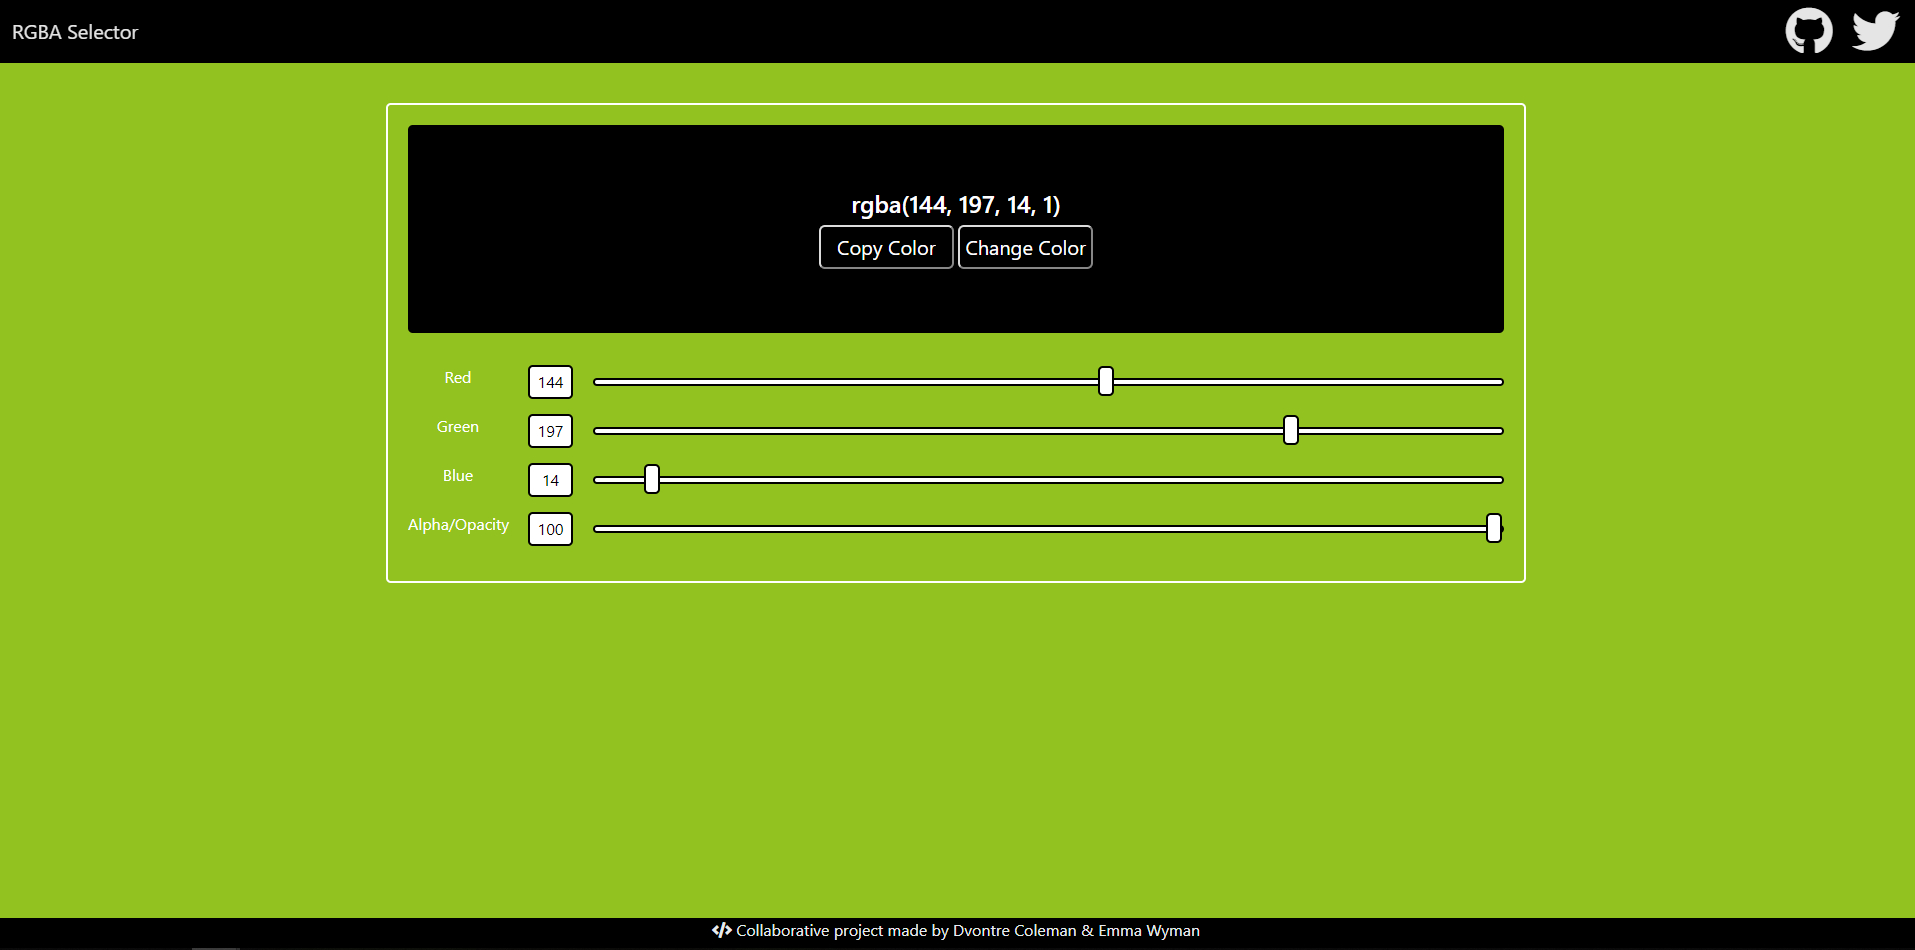 RGBA Selector
rgba(144, 197, 14, 1)
Copy Color Change Color
Red 144
Green 197
Blue 14
Alpha/Opacity 100
Collaborative project made by Dvontre Coleman & Emma Wyman